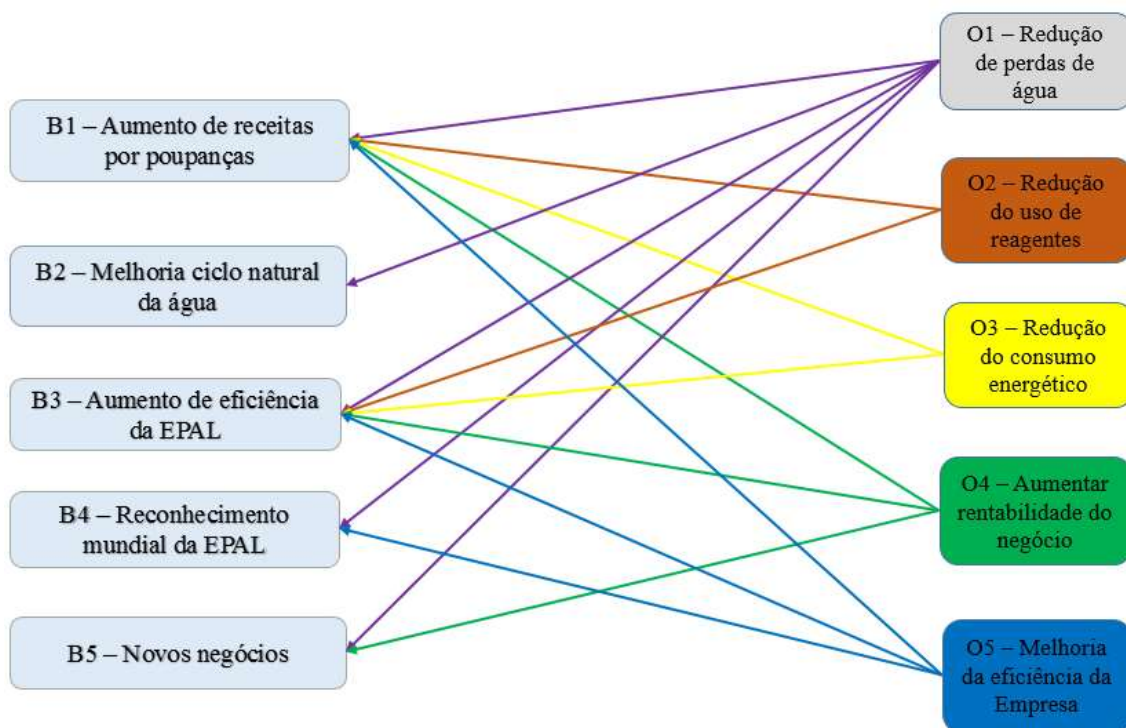 B1 – Aumento de receitas
por poupanças
B2 – Melhoria ciclo natural
da água
B3 – Aumento de eficiência
da EPAL
B4 – Reconhecimento
mundial da EPAL
B5 – Novos negócios
O1 – Redução
de perdas de
água
O2 – Redução
do uso de
reagentes
O3 – Redução
do consumo
energético
O4 – Aumentar
rentabilidade do
negócio
O5 – Melhoria
da eficiência da
Empresa